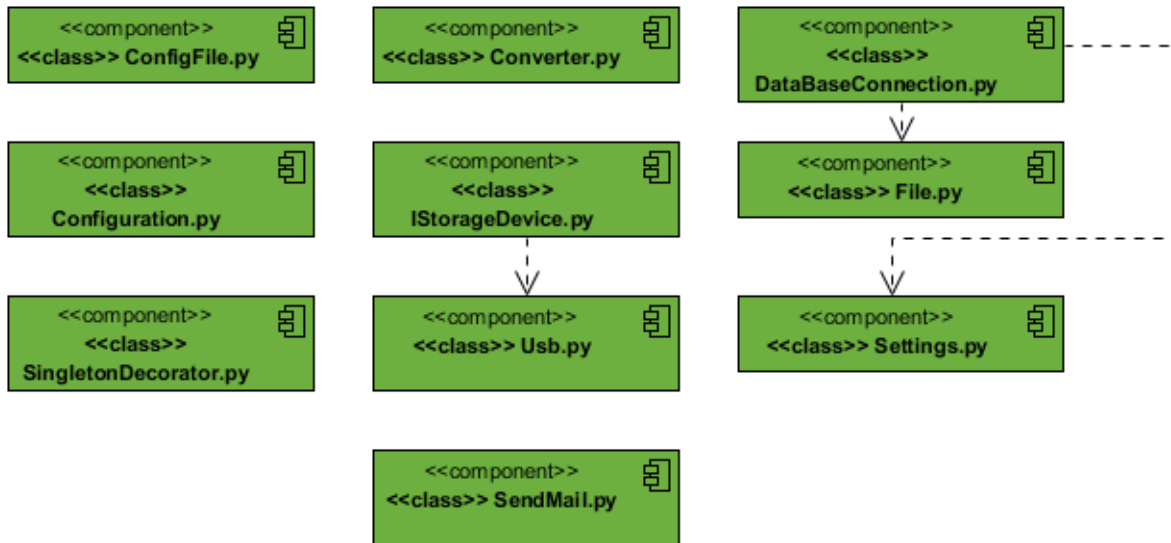 <<component>>
<<class>> ConfigFile.py
<<component>>
<<class>> Converter.py
<<component>>
<<class>>
DataBaseConnection.py
<<component>>
<<class>>
Configuration.py
<<component>>
<<class>>
IStorageDevice.py
<<component>>
<<class>> File.py
<<component>>
<<class>>
SingletonDecorator.py
<<component>>
<<class>> Usb.py
<<component>>
<<class>> Settings.py
<<component>>
<<class>> SendMail.py